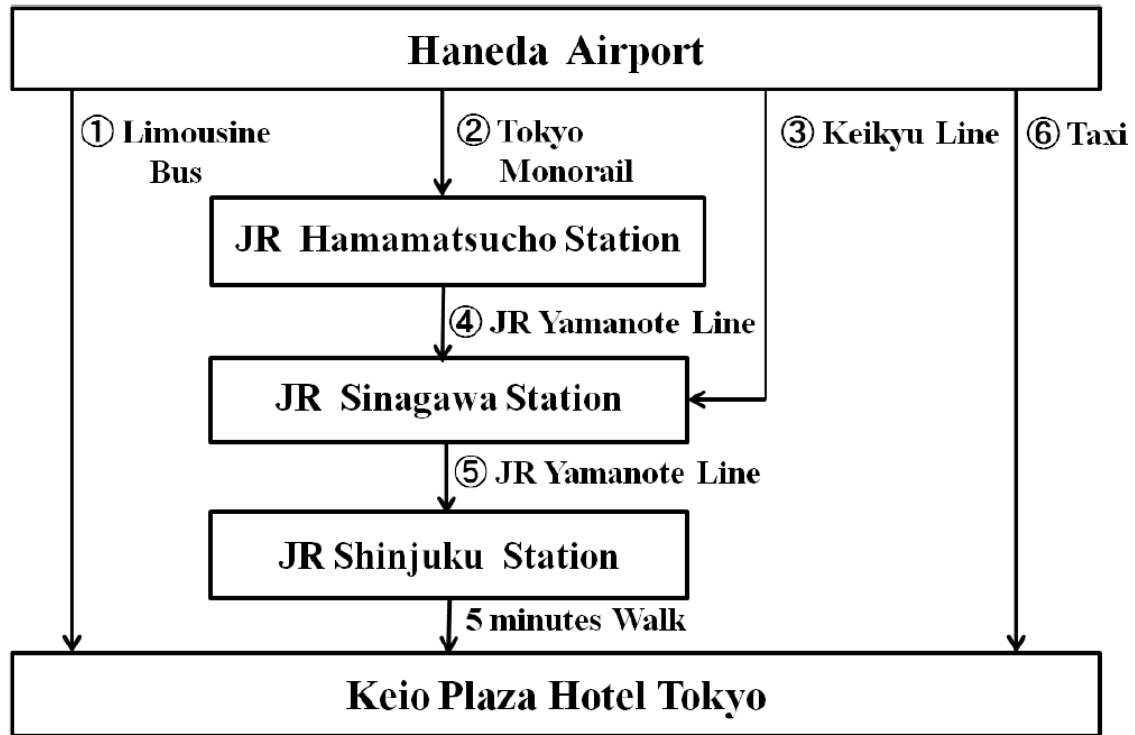 Haneda Airport
① Limousine
Bus
② Tokyo
Monorail
③ Keikyu Line
⑥ Taxi
JR Hamamatsucho Station
④ JR Yamanote Line
JR Sinagawa Station
⑤ JR Yamanote Line
JR Shinjuku Station
5 minutes Walk
Keio Plaza Hotel Tokyo